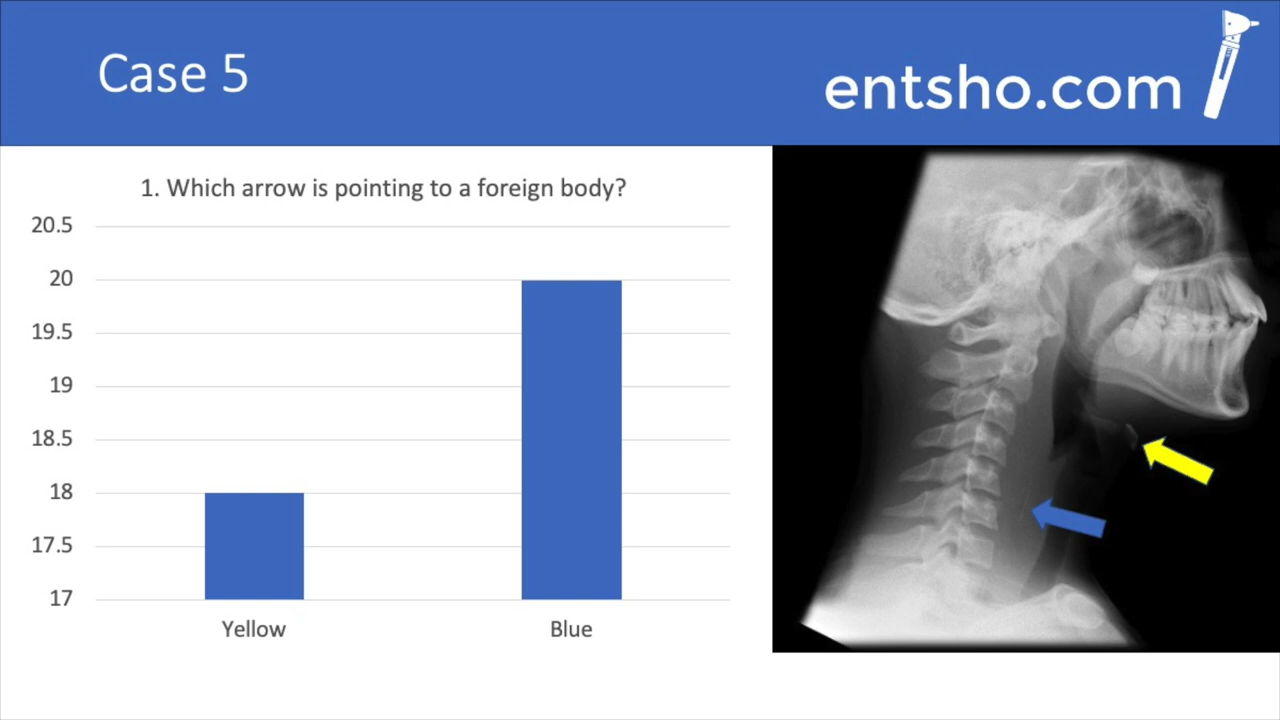 Case 5
entsho.com
1. Which arrow is pointing to a foreign body?
20.5
20
19.5
19
18.5
18
17.5
17
Yellow
Blue